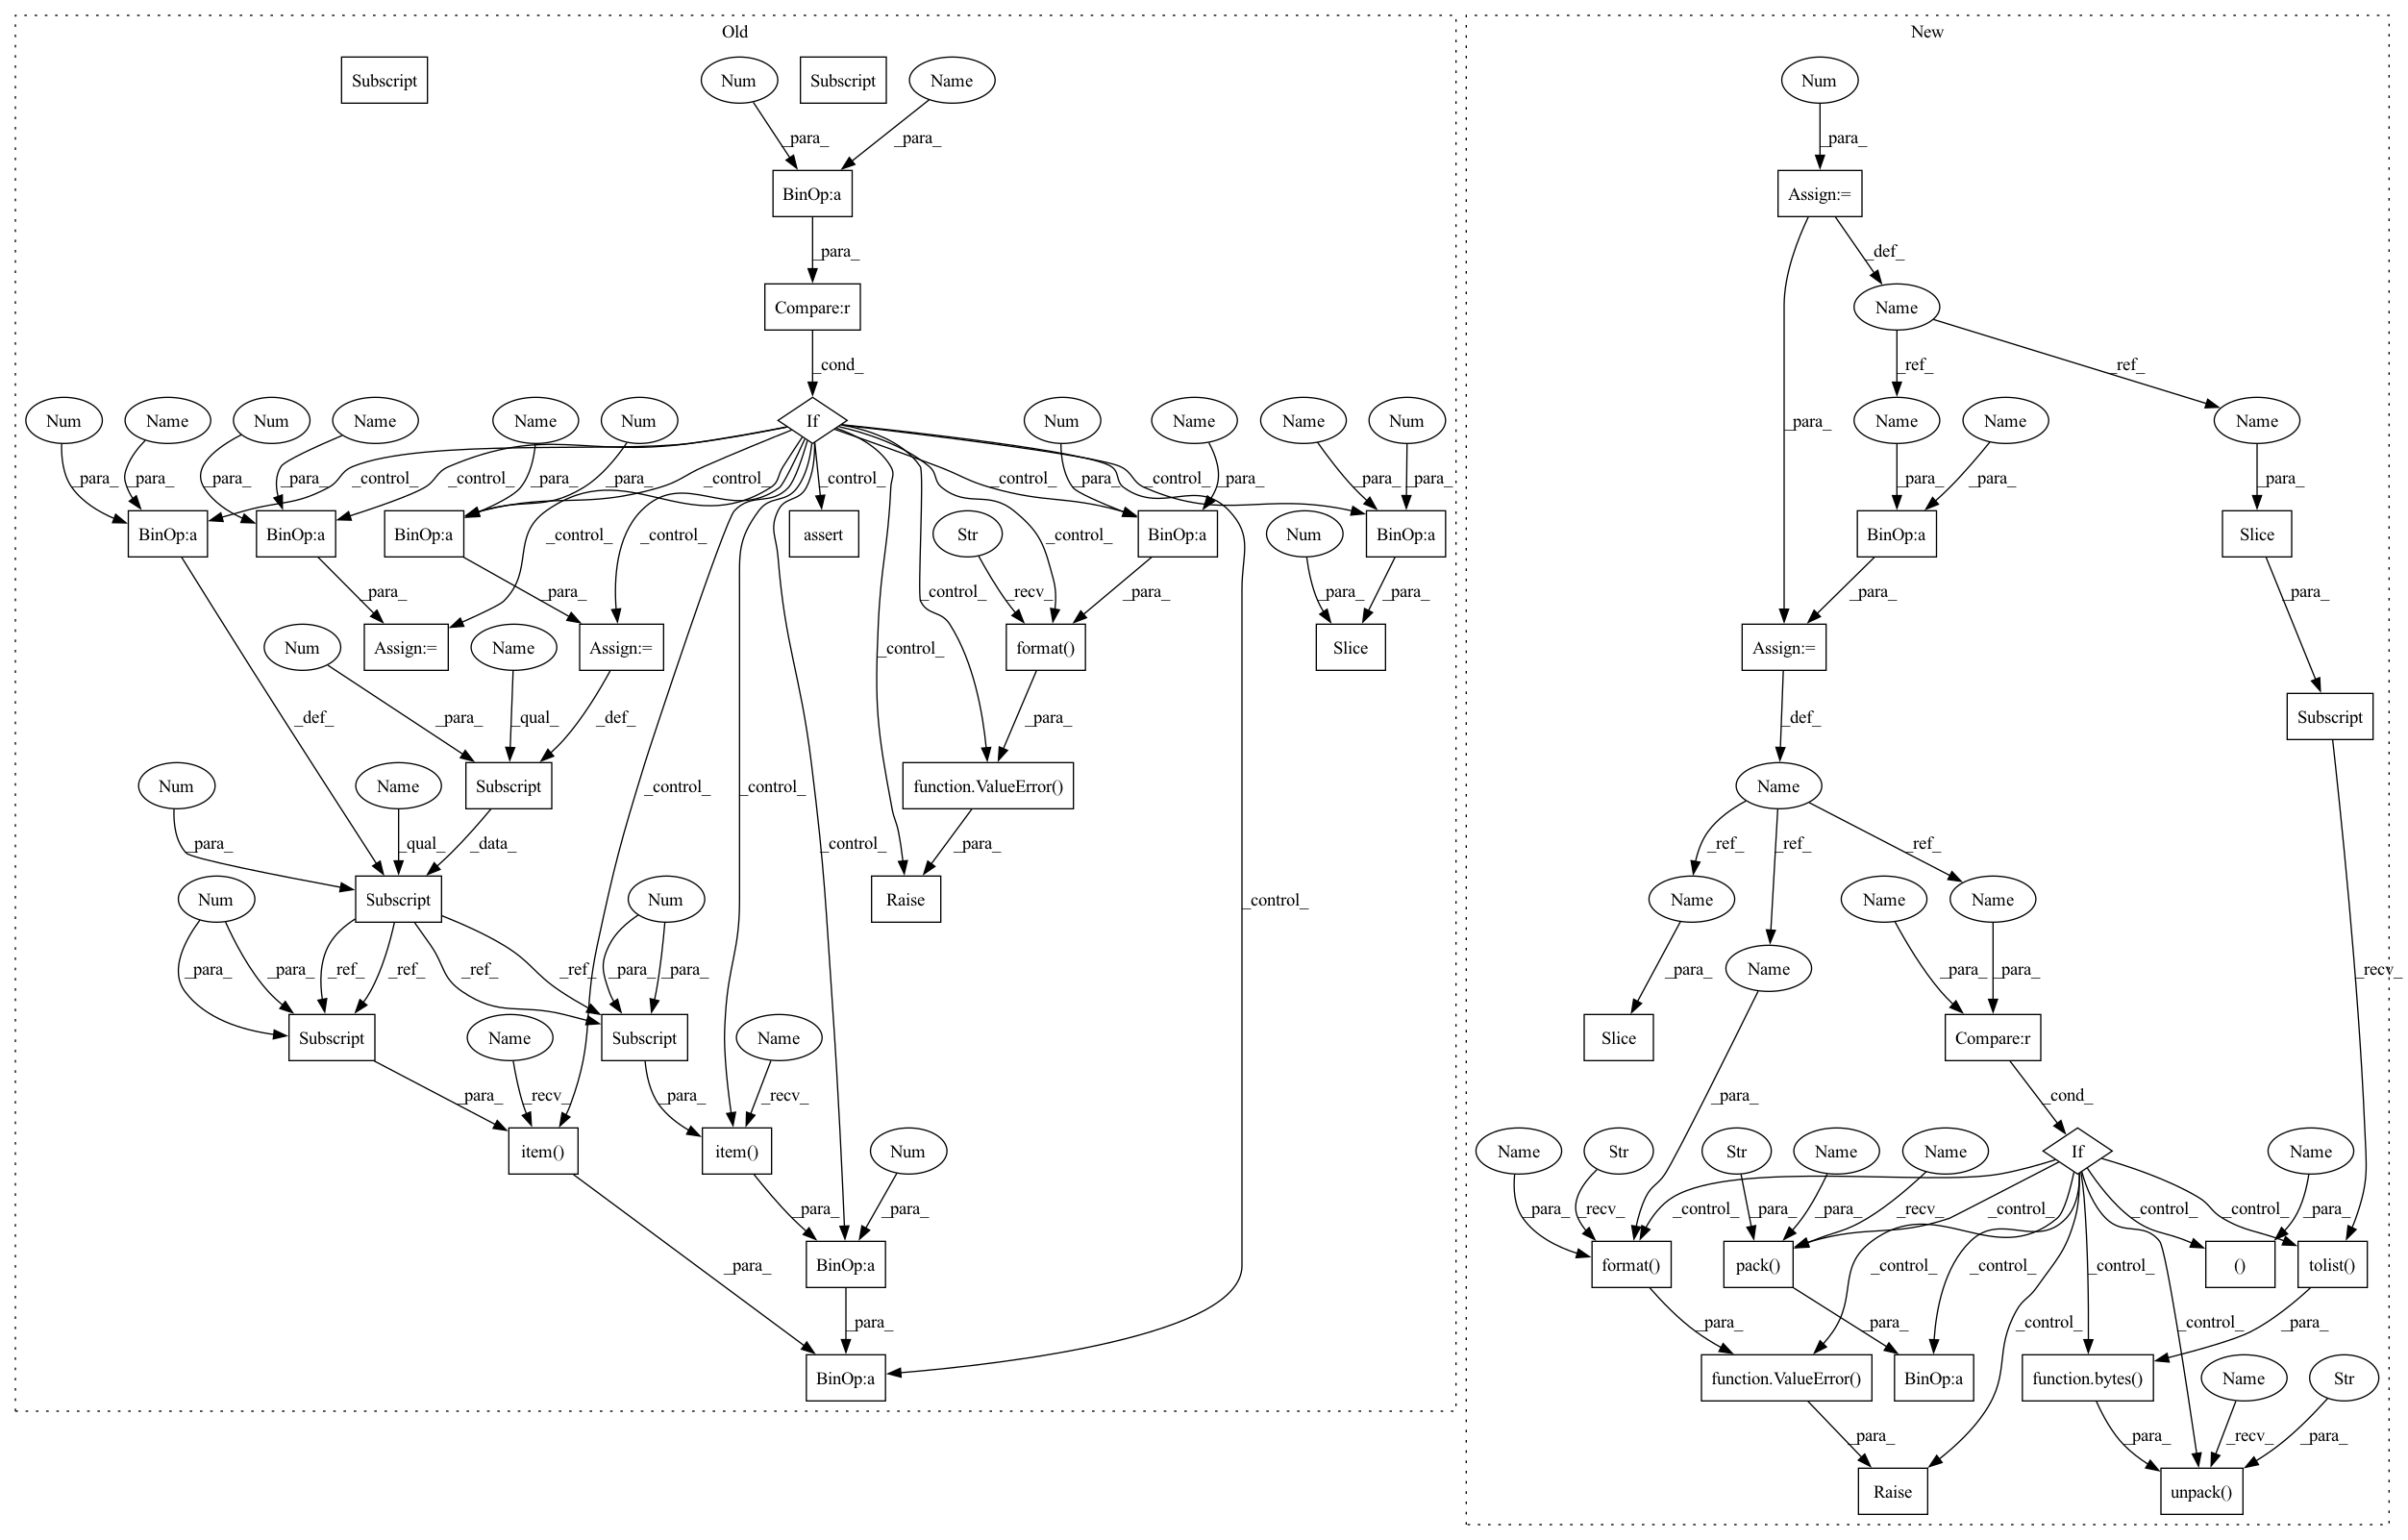 Old
New
Subscript
Num
Subscript
Name
Num
_para_
_para_
_para_
BinOp:a
Assign:=
_para_
_def_
Compare:r
Name
_cond_
_ref_
_ref_
Num
Name
Num
Name
Name
Num
If
Num
Name
Name
Num
Name
Name
Name
_para_
_para_
_para_
_para_
_control_
_control_
_para_
_para_
_control_
_control_
_control_
_para_
_para_
_control_
_para_
_para_
_para_
_para_
_para_
_para_
BinOp:a
BinOp:a
BinOp:a
assert
Str
BinOp:a
Num
BinOp:a
BinOp:a
Slice
_para_
_control_
_para_
_control_
_control_
_recv_
_control_
_para_
_para_
_para_
_para_
_para_
Num
Assign:=
Name
Assign:=
_control_
format()
Slice
Assign:=
_def_
_para_
_qual_
_def_
_para_
_def_
Subscript
Num
Name
Subscript
_control_
_control_
function.ValueError()
Name
_para_
_qual_
_data_
_control_
_para_
_ref_
_ref_
_ref_
Num
Subscript
Num
Raise
_control_
Name
Name
Name
_para_
_para_
_ref_
_ref_
_ref_
_ref_
_para_
_para_
_para_
Name
_para_
_para_
_recv_
Subscript
Name
Subscript
Name
Slice
Compare:r
_para_
_recv_
_para_
_recv_
_para_
_cond_
item()
item()
Num
Name
Str
Str
Name
Name
If
Name
_para_
_para_
_para_
_para_
_recv_
_control_
_para_
_para_
_recv_
_control_
_control_
_para_
_control_
BinOp:a
format()
pack()
()
tolist()
_para_
_para_
_control_
_para_
_control_
_control_
_control_
_control_
_para_
BinOp:a
function.ValueError()
BinOp:a
function.bytes()
Name
Str
_para_
_para_
_recv_
_para_
Raise
unpack()